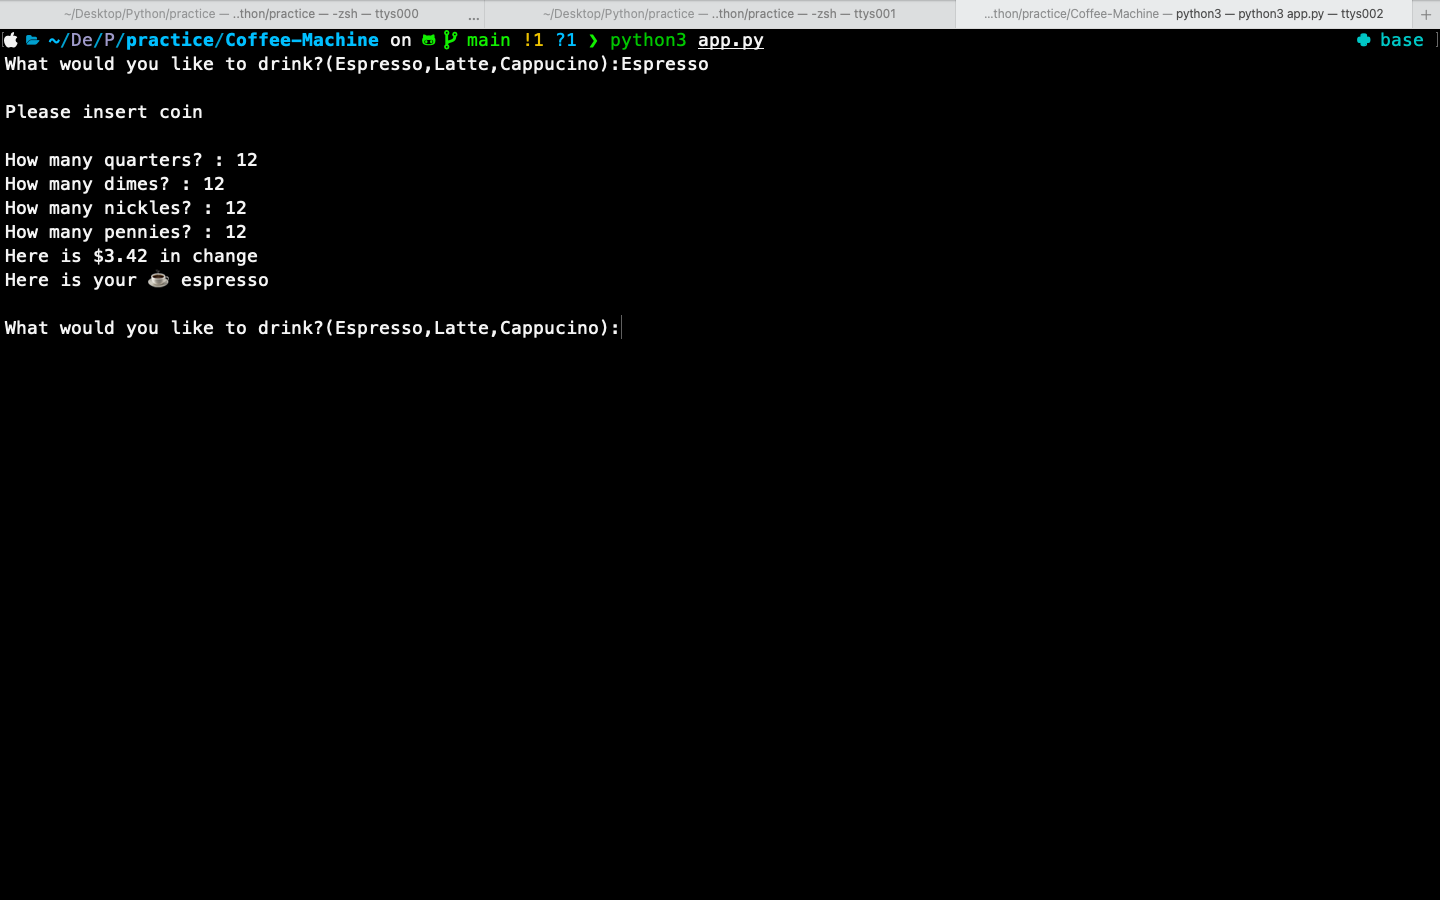 ~/Desktop/Python/practice — ..thon/practice — -zsh — ttys000 ...
~/Desktop/Python/practice — ..thon/practice — -zsh — ttys001
...thon/practice/Coffee-Machine — python3 — python3 app.py — ttys002 +
~/De/P/practice/Coffee-Machine on main !1 ?1 ❯ python3 app.py base
What would you like to drink?(Espresso,Latte,Cappucino):Espresso
Please insert coin
How many quarters? : 12
How many dimes? : 12
How many nickles? : 12
How many pennies? : 12
Here is $3.42 in change
Here is your ☕ espresso
What would you like to drink?(Espresso,Latte,Cappucino):